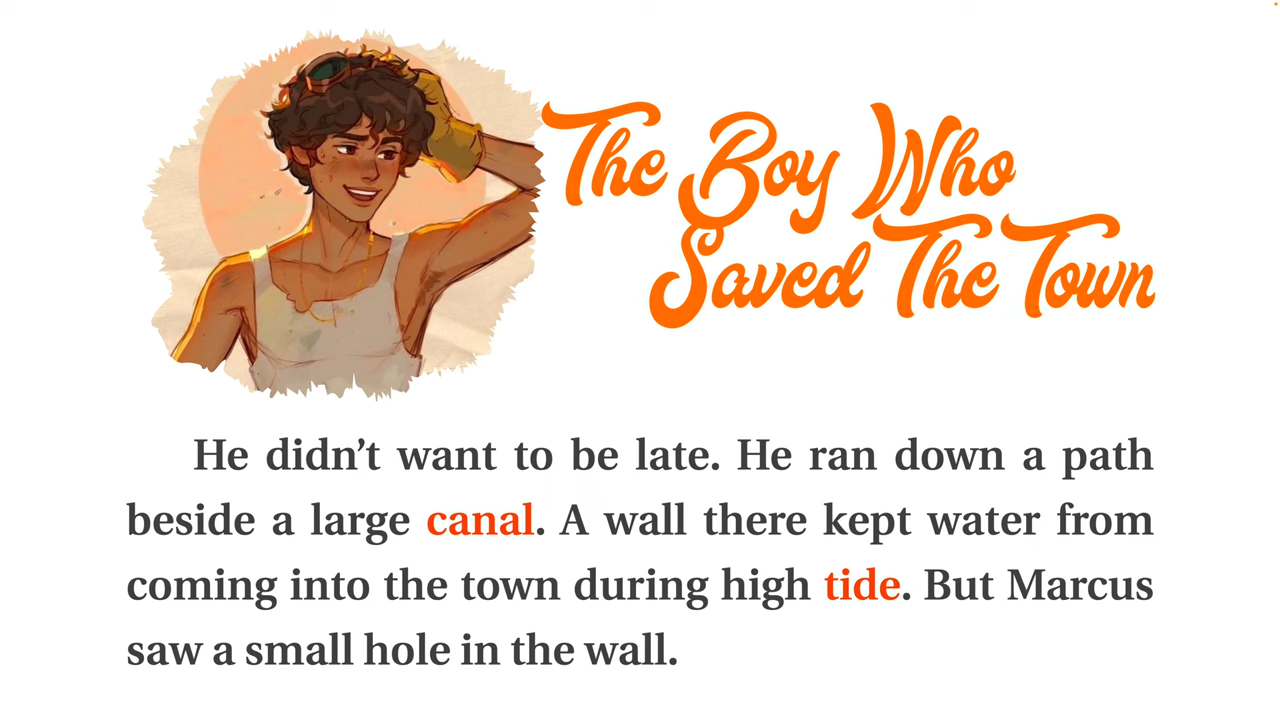 The Boy Who
Saved The Town
He didn’t want to be late. He ran down a path
beside a large canal. A wall there kept water from
coming into the town during high tide. But Marcus
saw a small hole in the wall.